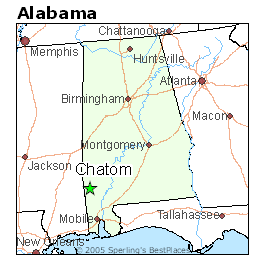 Alabama
Chattanooga
Memphis
Huntsville
Atlanta
Birmingham
Macon
Montgomery
Jackson
Chatom
Mobile
Tallahassee
New Orleans
© 2005 Sperling's BestPlaces